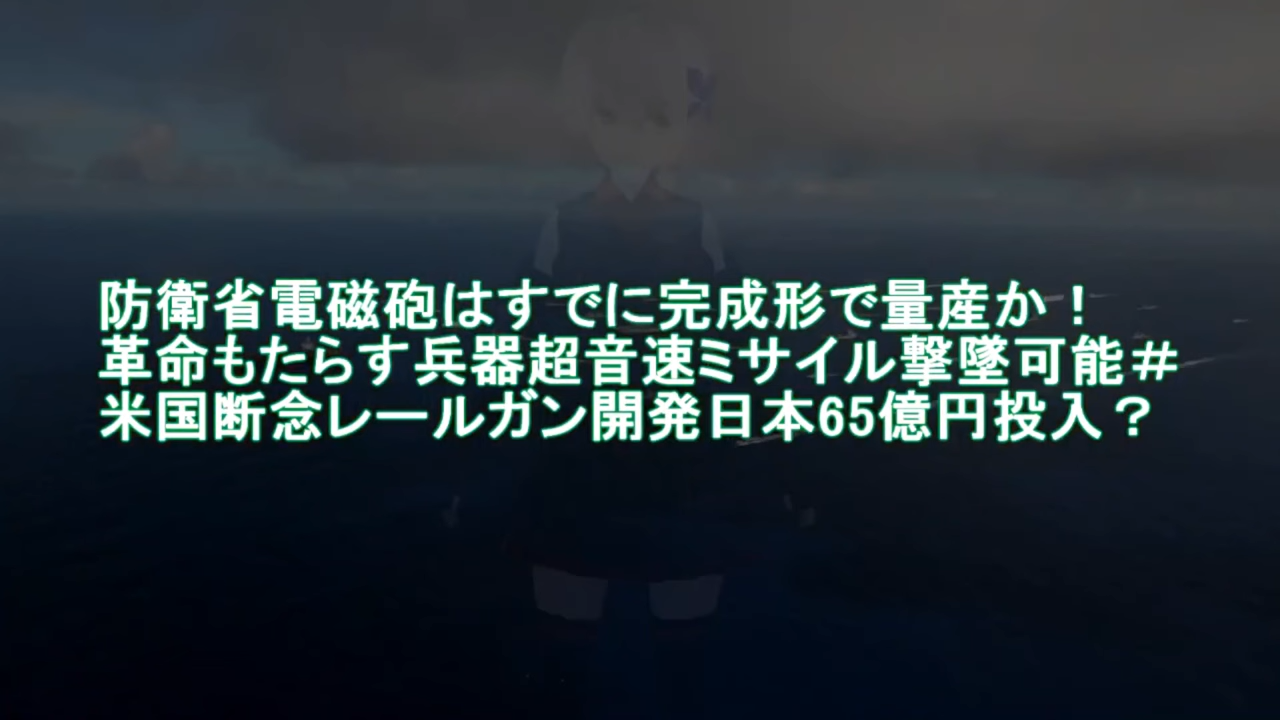 防衛省電磁砲はすでに完成形で量産か！
革命もたらす兵器超音速ミサイル撃墜可能＃
米国断念レールガン開発日本65億円投入？